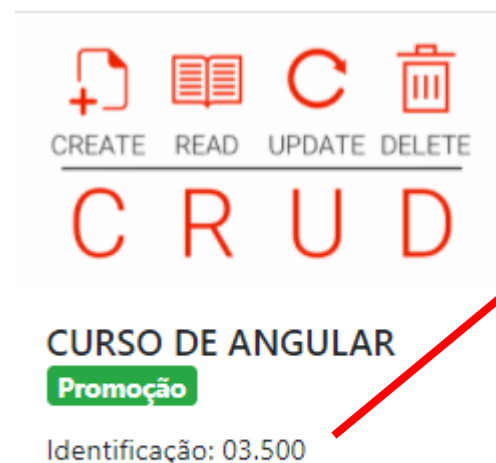 CREATE READ UPDATE DELETE
C R U D
CURSO DE ANGULAR
Promoção
Identificação: 03.500